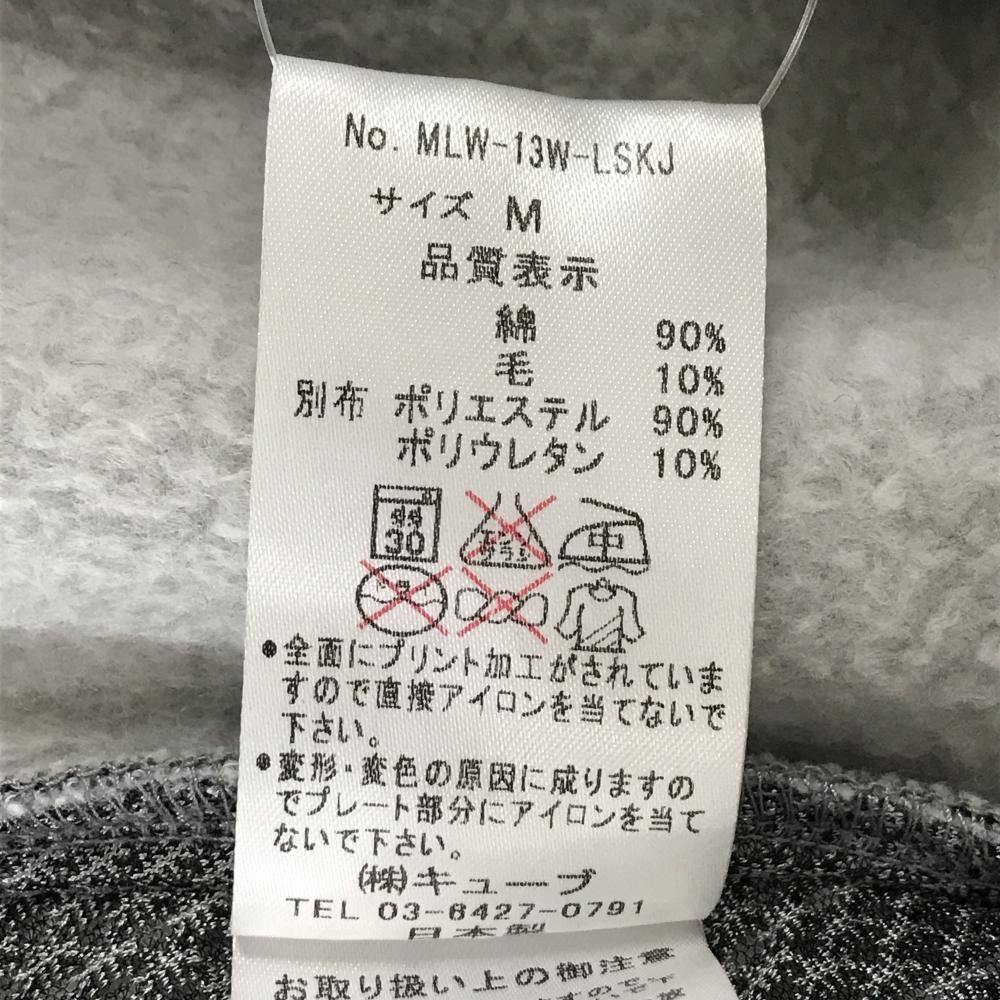 No. MLW-13W-LSKJ
サイズ M
品質表示
綿 90%
毛 10%
別布 ポリエステル 90%
ポリウレタン 10%
30
中
•全面にプリント加工がされていま
すので直接アイロンを当てないで
下さい。
•変形・変色の原因に成りますの
でプレート部分にアイロンを当て
ないで下さい。
(株)キューブ
TEL 03-6427-0791
日本製
お取り扱い上の御注意